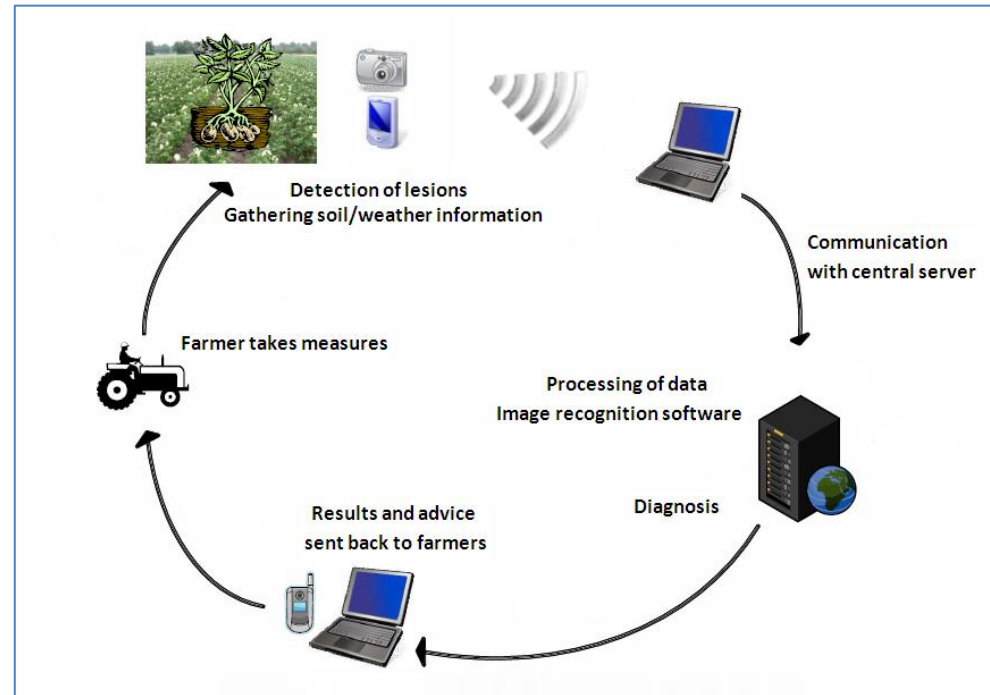 Detection of lesions
Gathering soil/weather information
Communication
with central server
Processing of data
Image recognition software
Diagnosis
Results and advice
sent back to farmers
Farmer takes measures